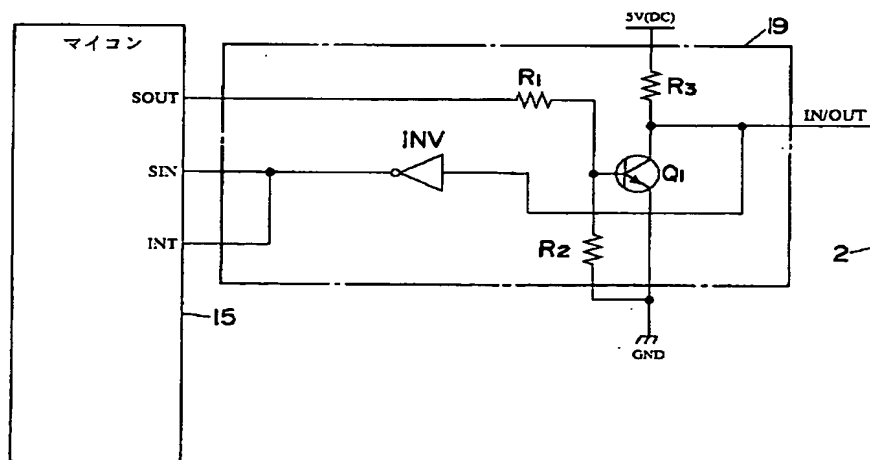 マイコン
5V(DC)
19
SOUT
R1
R3
IN/OUT
INV
SIN
Q1
INT
R2
2
15
GND